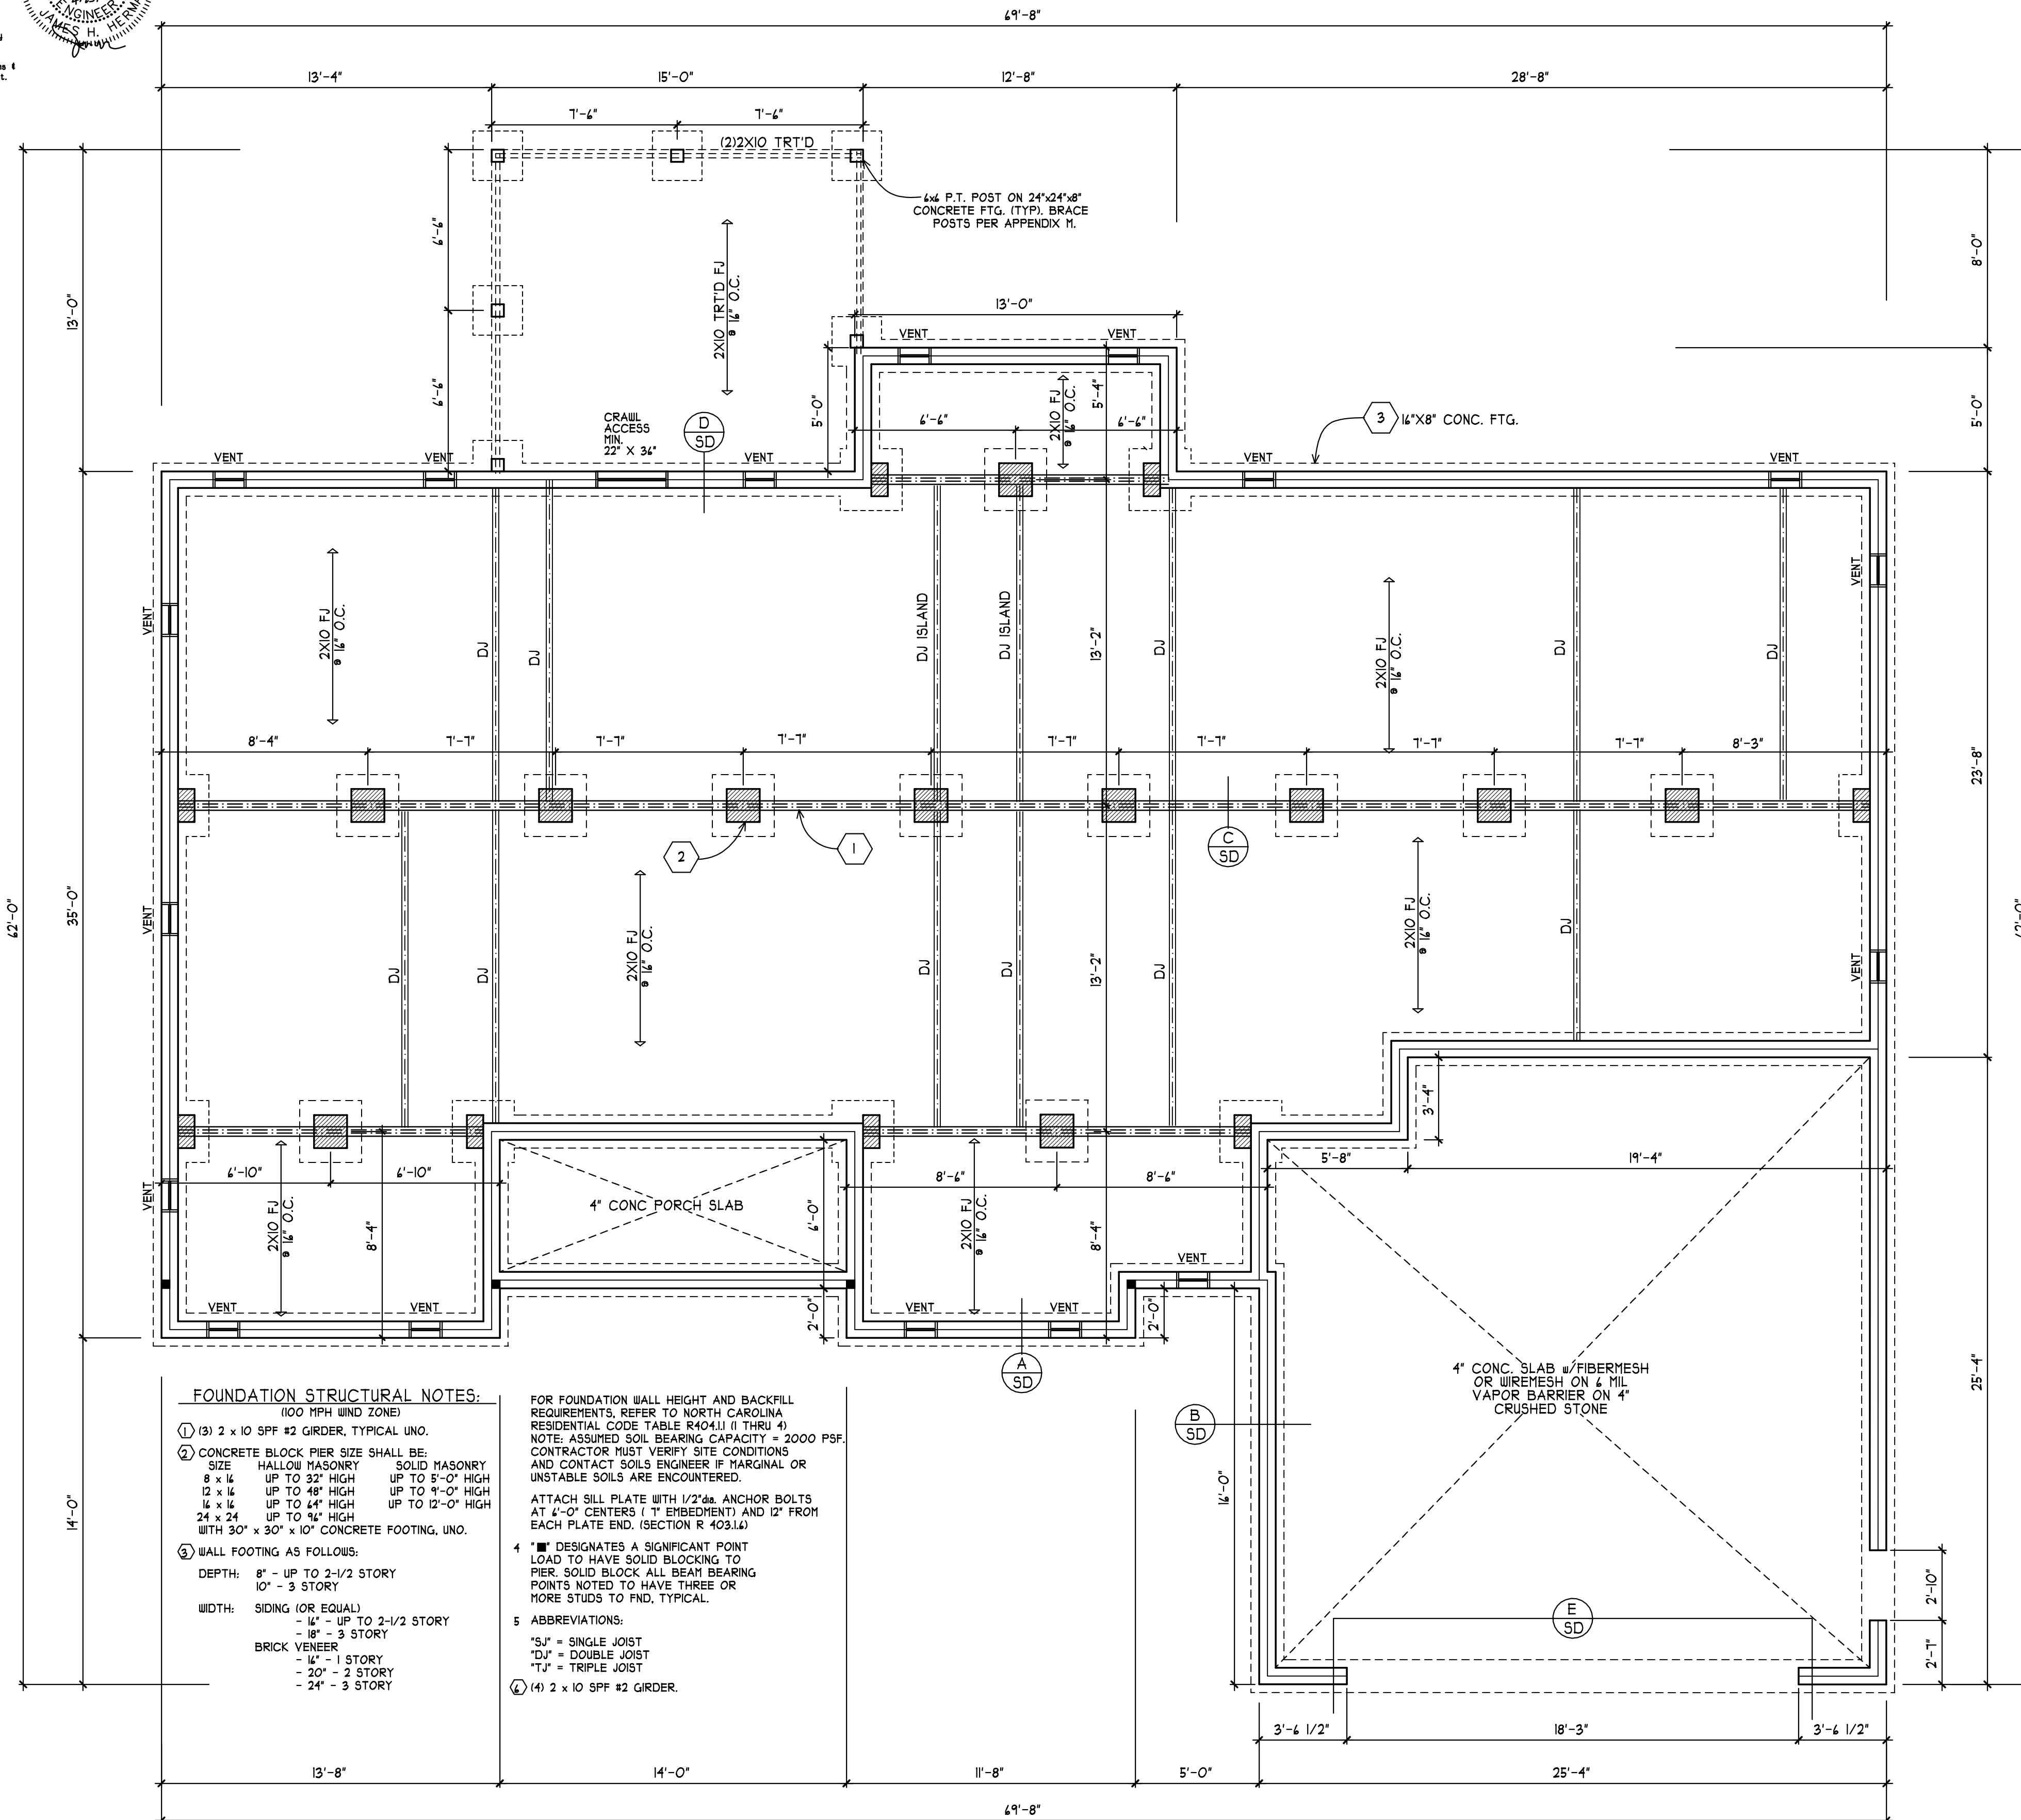 ENGINEER
JAMES H. HERM
69'-8"
13'-4"
15'-0"
12'-8"
28'-8"
7'-6"
7'-6"
(2)2X10 TRT'D
6x6 P.T. POST ON 24"x24"x8"
CONCRETE FTG. (TYP). BRACE
POSTS PER APPENDIX M.
6'-6"
6'-6"
13'-0"
2X10 TRT'D FJ
@ 16" O.C.
8'-0"
5'-0"
13'-0"
VENT
VENT
5'-0"
2X10 FJ
@ 16" O.C.
5'-4"
6'-6"
6'-6"
CRAWL
ACCESS
MIN.
22" X 36"
D
SD
3
16"X8" CONC. FTG.
VENT
VENT
VENT
VENT
VENT
VENT
VENT
2X10 FJ
@ 16" O.C.
DJ
DJ
DJ ISLAND
DJ ISLAND
13'-2"
DJ
2X10 FJ
@ 16" O.C.
DJ
DJ
23'-8"
8'-4"
7'-7"
7'-7"
7'-7"
7'-7"
7'-7"
7'-7"
7'-7"
8'-3"
2
1
C
SD
62'-0"
35'-0"
VENT
DJ
DJ
2X10 FJ
@ 16" O.C.
DJ
DJ
13'-2"
DJ
2X10 FJ
@ 16" O.C.
DJ
VENT
62'-0"
3'-4"
5'-8"
19'-4"
VENT
6'-10"
6'-10"
2X10 FJ
@ 16" O.C.
8'-4"
4" CONC PORCH SLAB
6'-0"
8'-6"
8'-6"
2X10 FJ
@ 16" O.C.
8'-4"
VENT
VENT
VENT
2'-0"
VENT
VENT
2'-0"
A
SD
4" CONC. SLAB w/FIBERMESH
OR WIREMESH ON 6 MIL
VAPOR BARRIER ON 4"
CRUSHED STONE
25'-4"
B
SD
16'-0"
14'-0"
E
SD
2'-10"
2'-7"
FOUNDATION STRUCTURAL NOTES:
(100 MPH WIND ZONE)
1 (3) 2 x 10 SPF #2 GIRDER, TYPICAL UNO.
2 CONCRETE BLOCK PIER SIZE SHALL BE:
SIZE HALLOW MASONRY SOLID MASONRY
8 x 16 UP TO 32" HIGH UP TO 5'-0" HIGH
12 x 16 UP TO 48" HIGH UP TO 9'-0" HIGH
16 x 16 UP TO 64" HIGH UP TO 12'-0" HIGH
24 x 24 UP TO 96" HIGH
WITH 30" x 30" x 10" CONCRETE FOOTING, UNO.
3 WALL FOOTING AS FOLLOWS:
DEPTH: 8" - UP TO 2-1/2 STORY
10" - 3 STORY
WIDTH: SIDING (OR EQUAL)
- 16" - UP TO 2-1/2 STORY
- 18" - 3 STORY
BRICK VENEER
- 16" - 1 STORY
- 20" - 2 STORY
- 24" - 3 STORY
FOR FOUNDATION WALL HEIGHT AND BACKFILL
REQUIREMENTS, REFER TO NORTH CAROLINA
RESIDENTIAL CODE TABLE R404.1.1 (1 THRU 4)
NOTE: ASSUMED SOIL BEARING CAPACITY = 2000 PSF.
CONTRACTOR MUST VERIFY SITE CONDITIONS
AND CONTACT SOILS ENGINEER IF MARGINAL OR
UNSTABLE SOILS ARE ENCOUNTERED.
ATTACH SILL PLATE WITH 1/2"dia. ANCHOR BOLTS
AT 6'-0" CENTERS ( 7" EMBEDMENT) AND 12" FROM
EACH PLATE END. (SECTION R 403.1.6)
4 "■" DESIGNATES A SIGNIFICANT POINT
LOAD TO HAVE SOLID BLOCKING TO
PIER. SOLID BLOCK ALL BEAM BEARING
POINTS NOTED TO HAVE THREE OR
MORE STUDS TO FND, TYPICAL.
5 ABBREVIATIONS:
"SJ" = SINGLE JOIST
"DJ" = DOUBLE JOIST
"TJ" = TRIPLE JOIST
6 (4) 2 x 10 SPF #2 GIRDER.
3'-6 1/2"
18'-3"
3'-6 1/2"
13'-8"
14'-0"
11'-8"
5'-0"
25'-4"
69'-8"